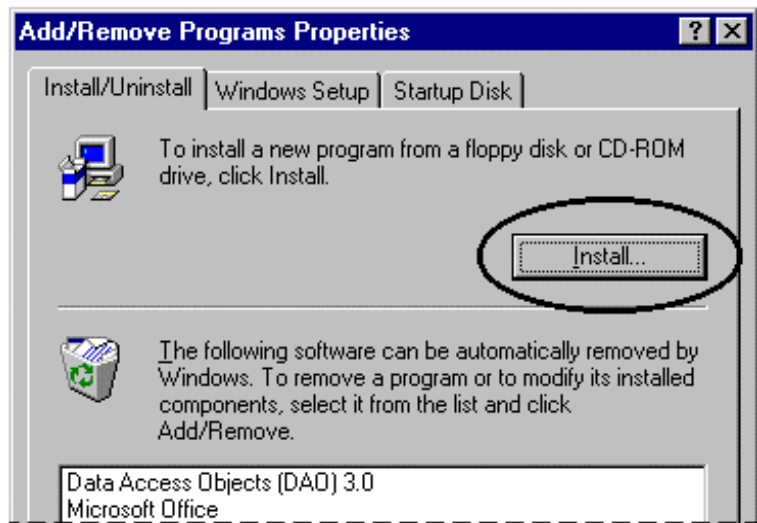 Add/Remove Programs Properties
Install/Uninstall Windows Setup Startup Disk
To install a new program from a floppy disk or CD-ROM
drive, click Install.
Install...
The following software can be automatically removed by
Windows. To remove a program or to modify its installed
components, select it from the list and click
Add/Remove.
Data Access Objects (DAO) 3.0
Microsoft Office